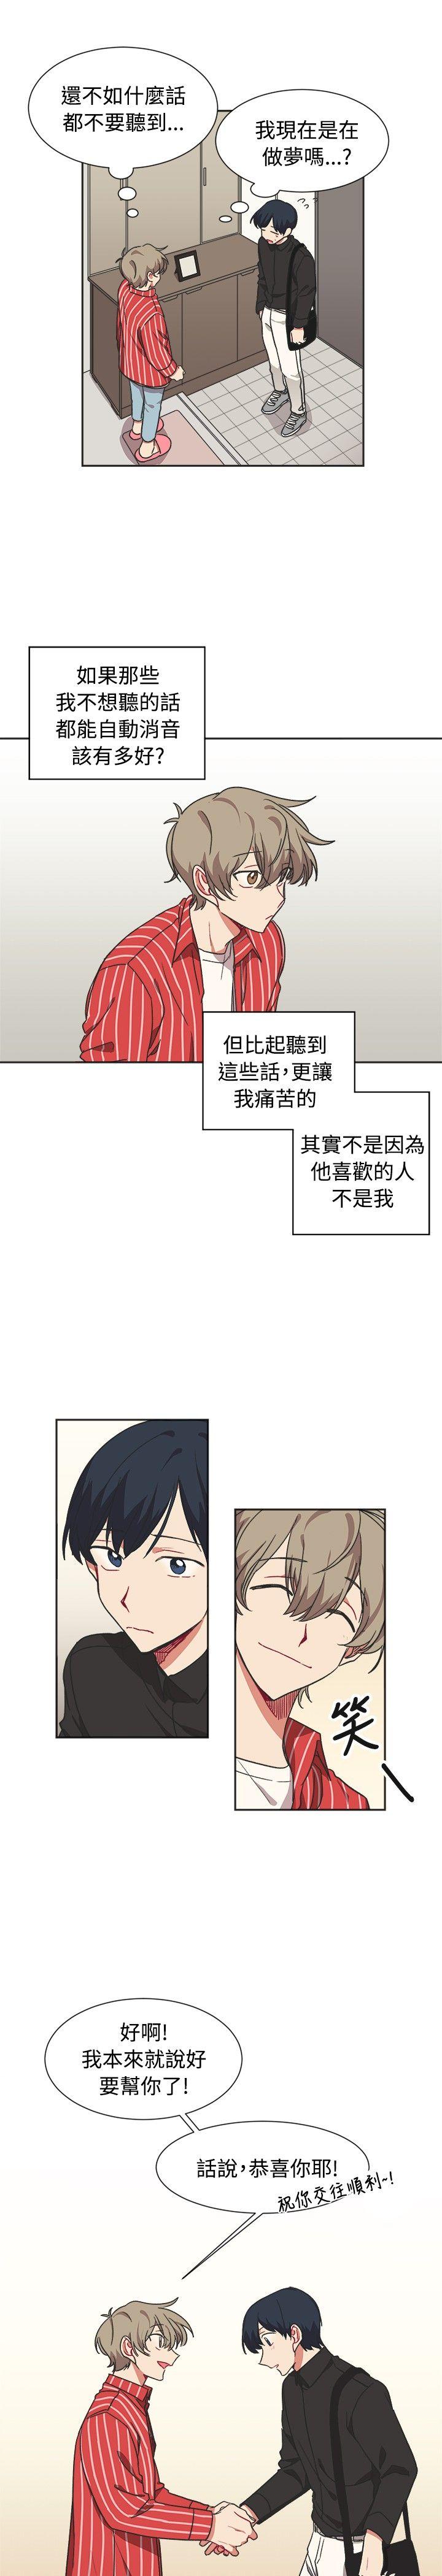 還不如什麼話
都不要聽到…
我現在是在
做夢嗎…?
如果那些
我不想聽的話
都能自動消音
該有多好?
但比起聽到
這些話，更讓
我痛苦的
其實不是因為
他喜歡的人
不是我
笑
好啊!
我本來就說好
要幫你了!
話說，恭喜你耶!
祝你交往順利~!